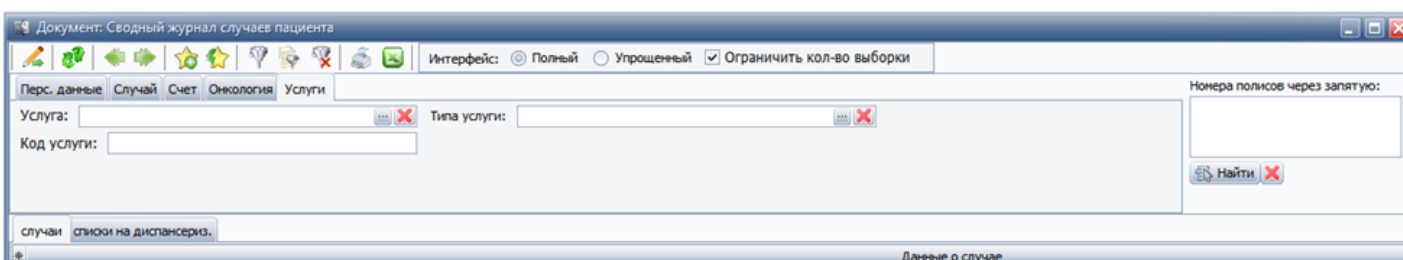 Документ: Сводный журнал случаев пациента
Интерфейс: Полный Упрощенный Ограничить кол-во выборки
Перс. данные Случай Счет Онкология Услуги
Номера полисов через запятую:
Услуга: Типа услуги:
Код услуги:
Найти
случаи списки на диспансериз.
Данные о случае